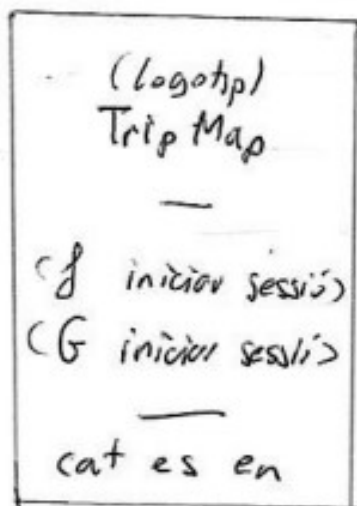 (logotip)
Trip Map
(f iniciar sessió)
(G iniciar sessió)
cat es en